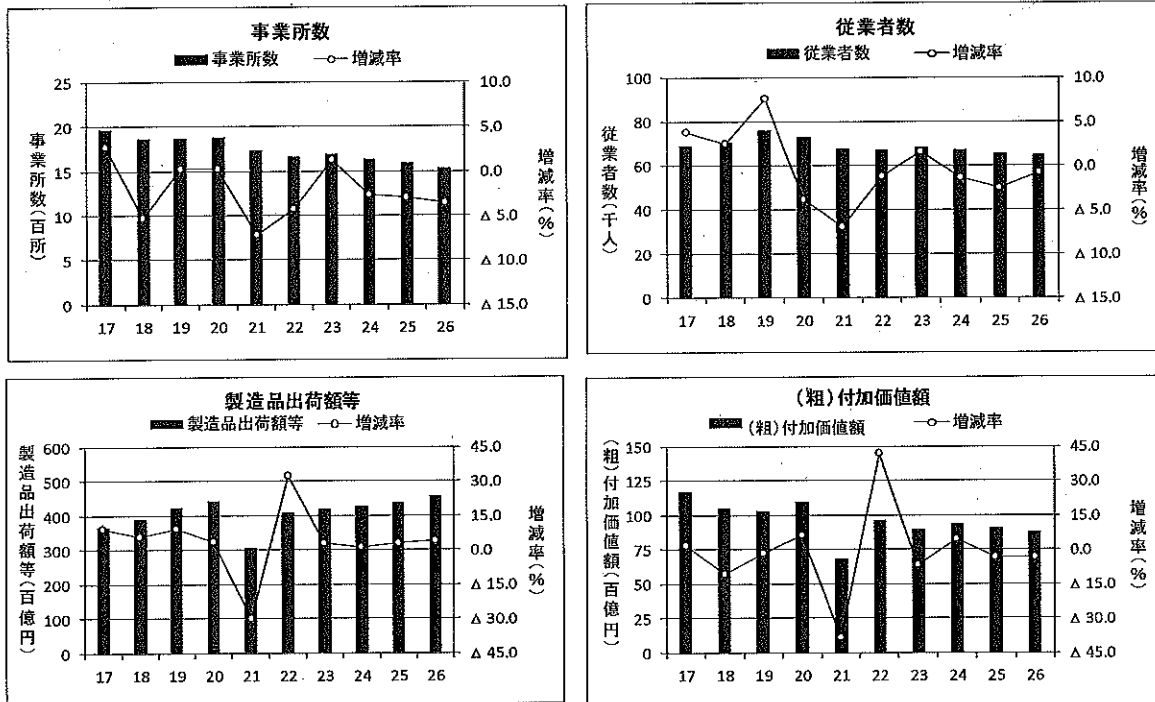 事業所数
事業所数 増減率
事業所数(百所)
25
20
15
10
5
0
10.0
5.0
0.0
Δ 5.0
Δ 10.0
Δ 15.0
増減率(%)
17 18 19 20 21 22 23 24 25 26
従業者数
従業者数 増減率
従業者数(千人)
100
80
60
40
20
0
10.0
5.0
0.0
Δ 5.0
Δ 10.0
Δ 15.0
増減率(%)
17 18 19 20 21 22 23 24 25 26
製造品出荷額等
製造品出荷額等 増減率
製造品出荷額等(百億円)
600
500
400
300
200
100
0
45.0
30.0
15.0
0.0
Δ 15.0
Δ 30.0
Δ 45.0
増減率(%)
17 18 19 20 21 22 23 24 25 26
(粗)付加価値額
(粗)付加価値額 増減率
(粗)付加価値額(百億円)
150
125
100
75
50
25
0
45.0
30.0
15.0
0.0
Δ 15.0
Δ 30.0
Δ 45.0
増減率(%)
17 18 19 20 21 22 23 24 25 26